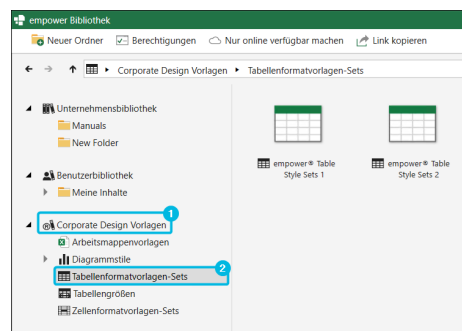 empower Bibliothek
Neuer Ordner Berechtigungen Nur online verfügbar machen Link kopieren
Corporate Design Vorlagen Tabellenformatvorlagen-Sets
Unternehmensbibliothek
Manuals
New Folder
Benutzerbibliothek
Meine Inhalte
1
Corporate Design Vorlagen
Arbeitsmappenvorlagen
Diagrammstile
2
Tabellenformatvorlagen-Sets
Tabellengrößen
Zellenformatvorlagen-Sets
empower® Table
Style Sets 1
empower® Table
Style Sets 2